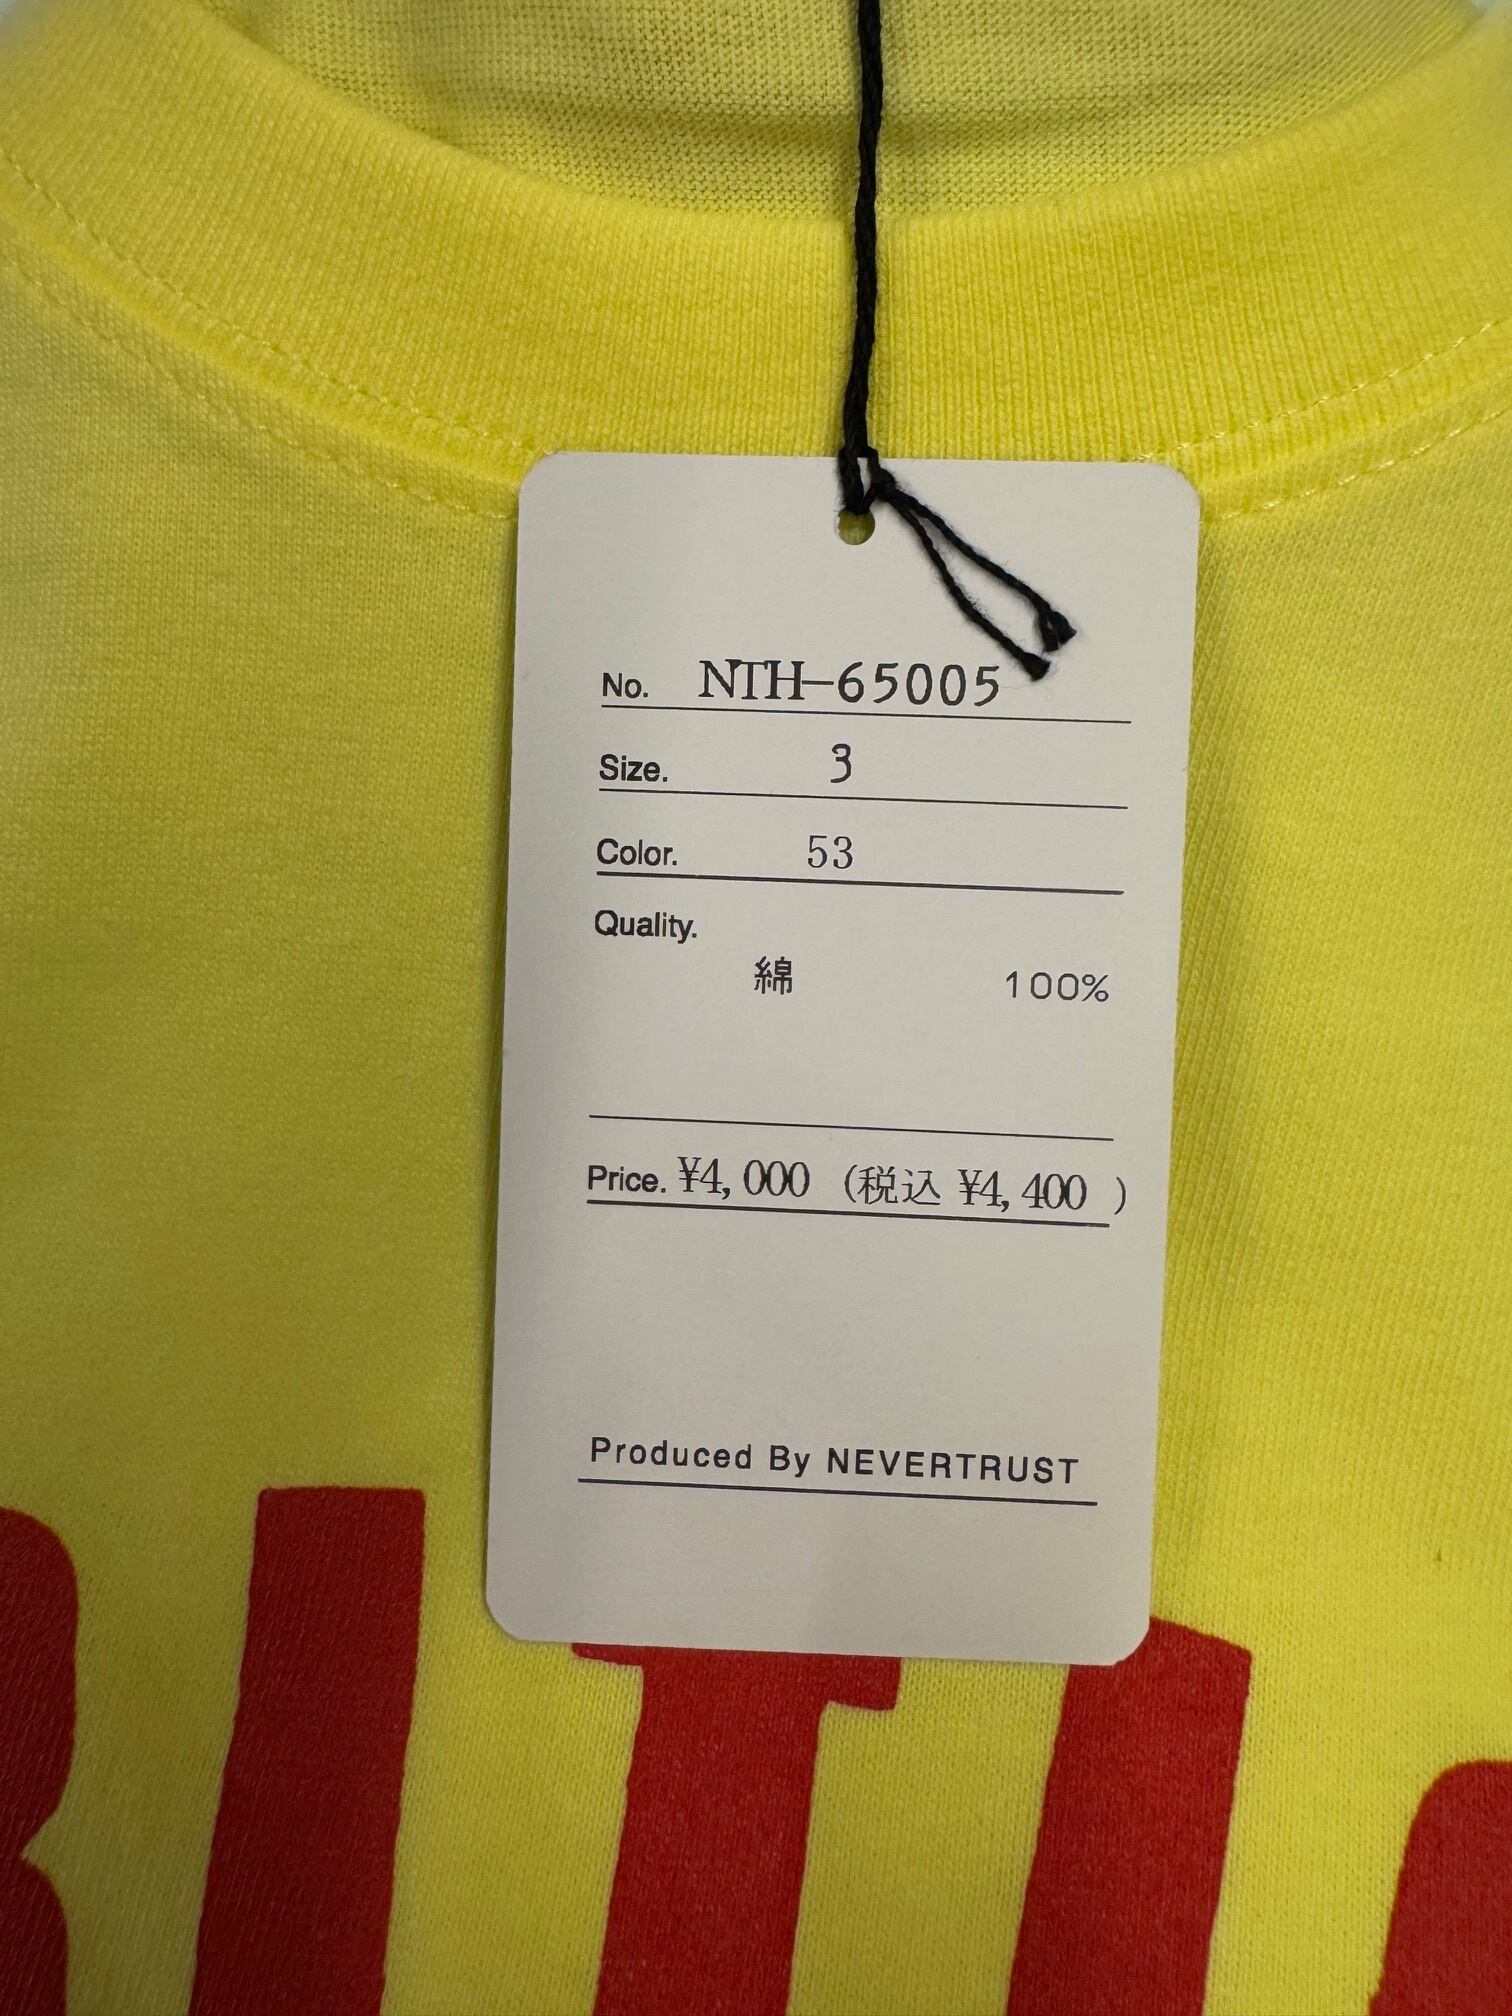 No. NTH-65005
Size. 3
Color. 53
Quality.
綿 100%
Price. ¥4,000 (税込 ¥4,400 )
Produced By NEVERTRUST